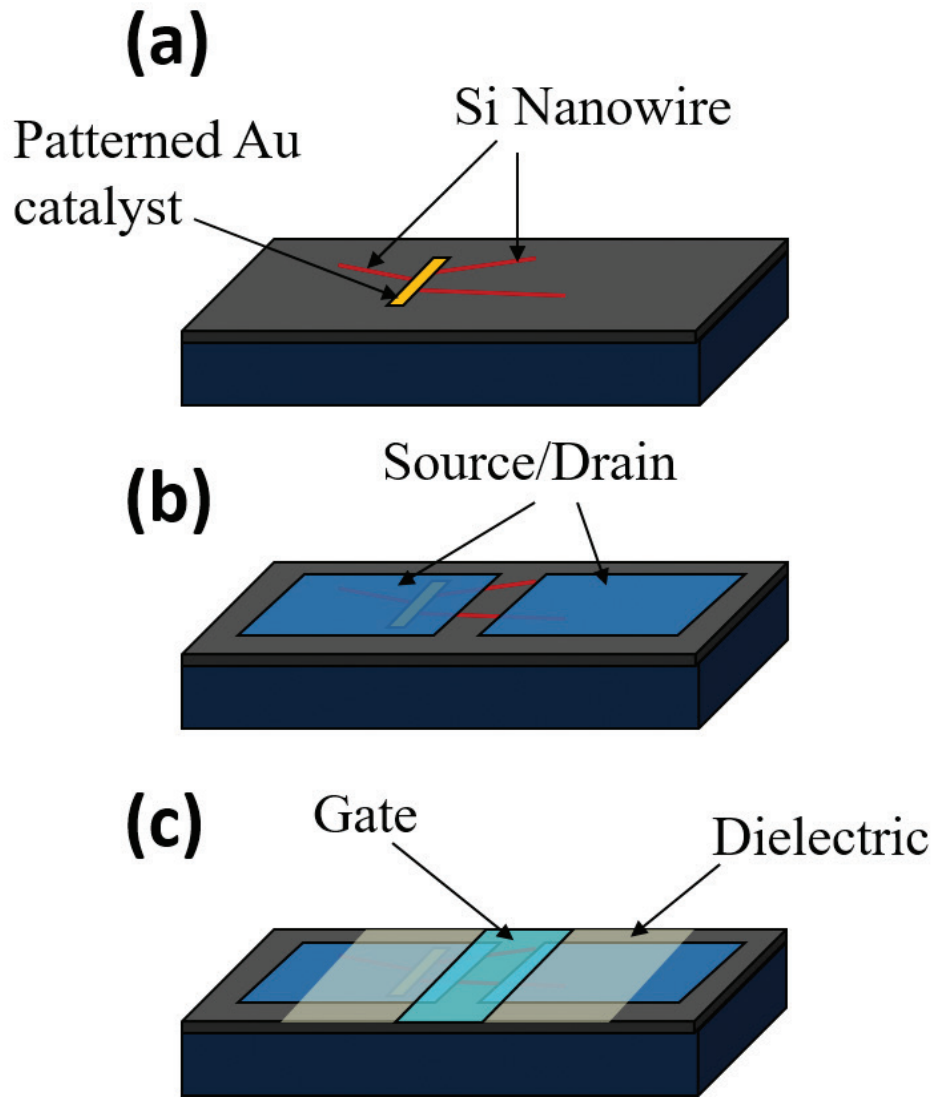 (a)
Si Nanowire
Patterned Au
catalyst
(b)
Source/Drain
(c)
Gate
Dielectric